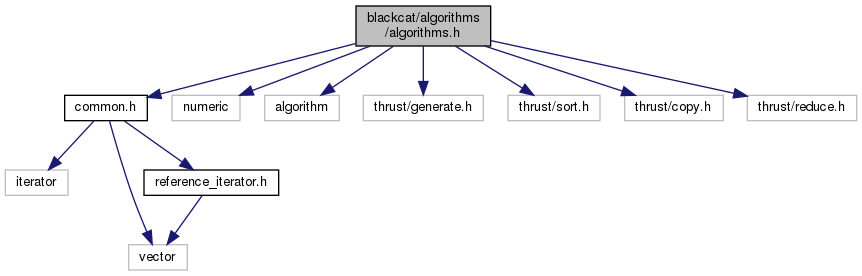 blackcat/algorithms
/algorithms.h
common.h
numeric
algorithm
thrust/generate.h
thrust/sort.h
thrust/copy.h
thrust/reduce.h
iterator
reference_iterator.h
vector